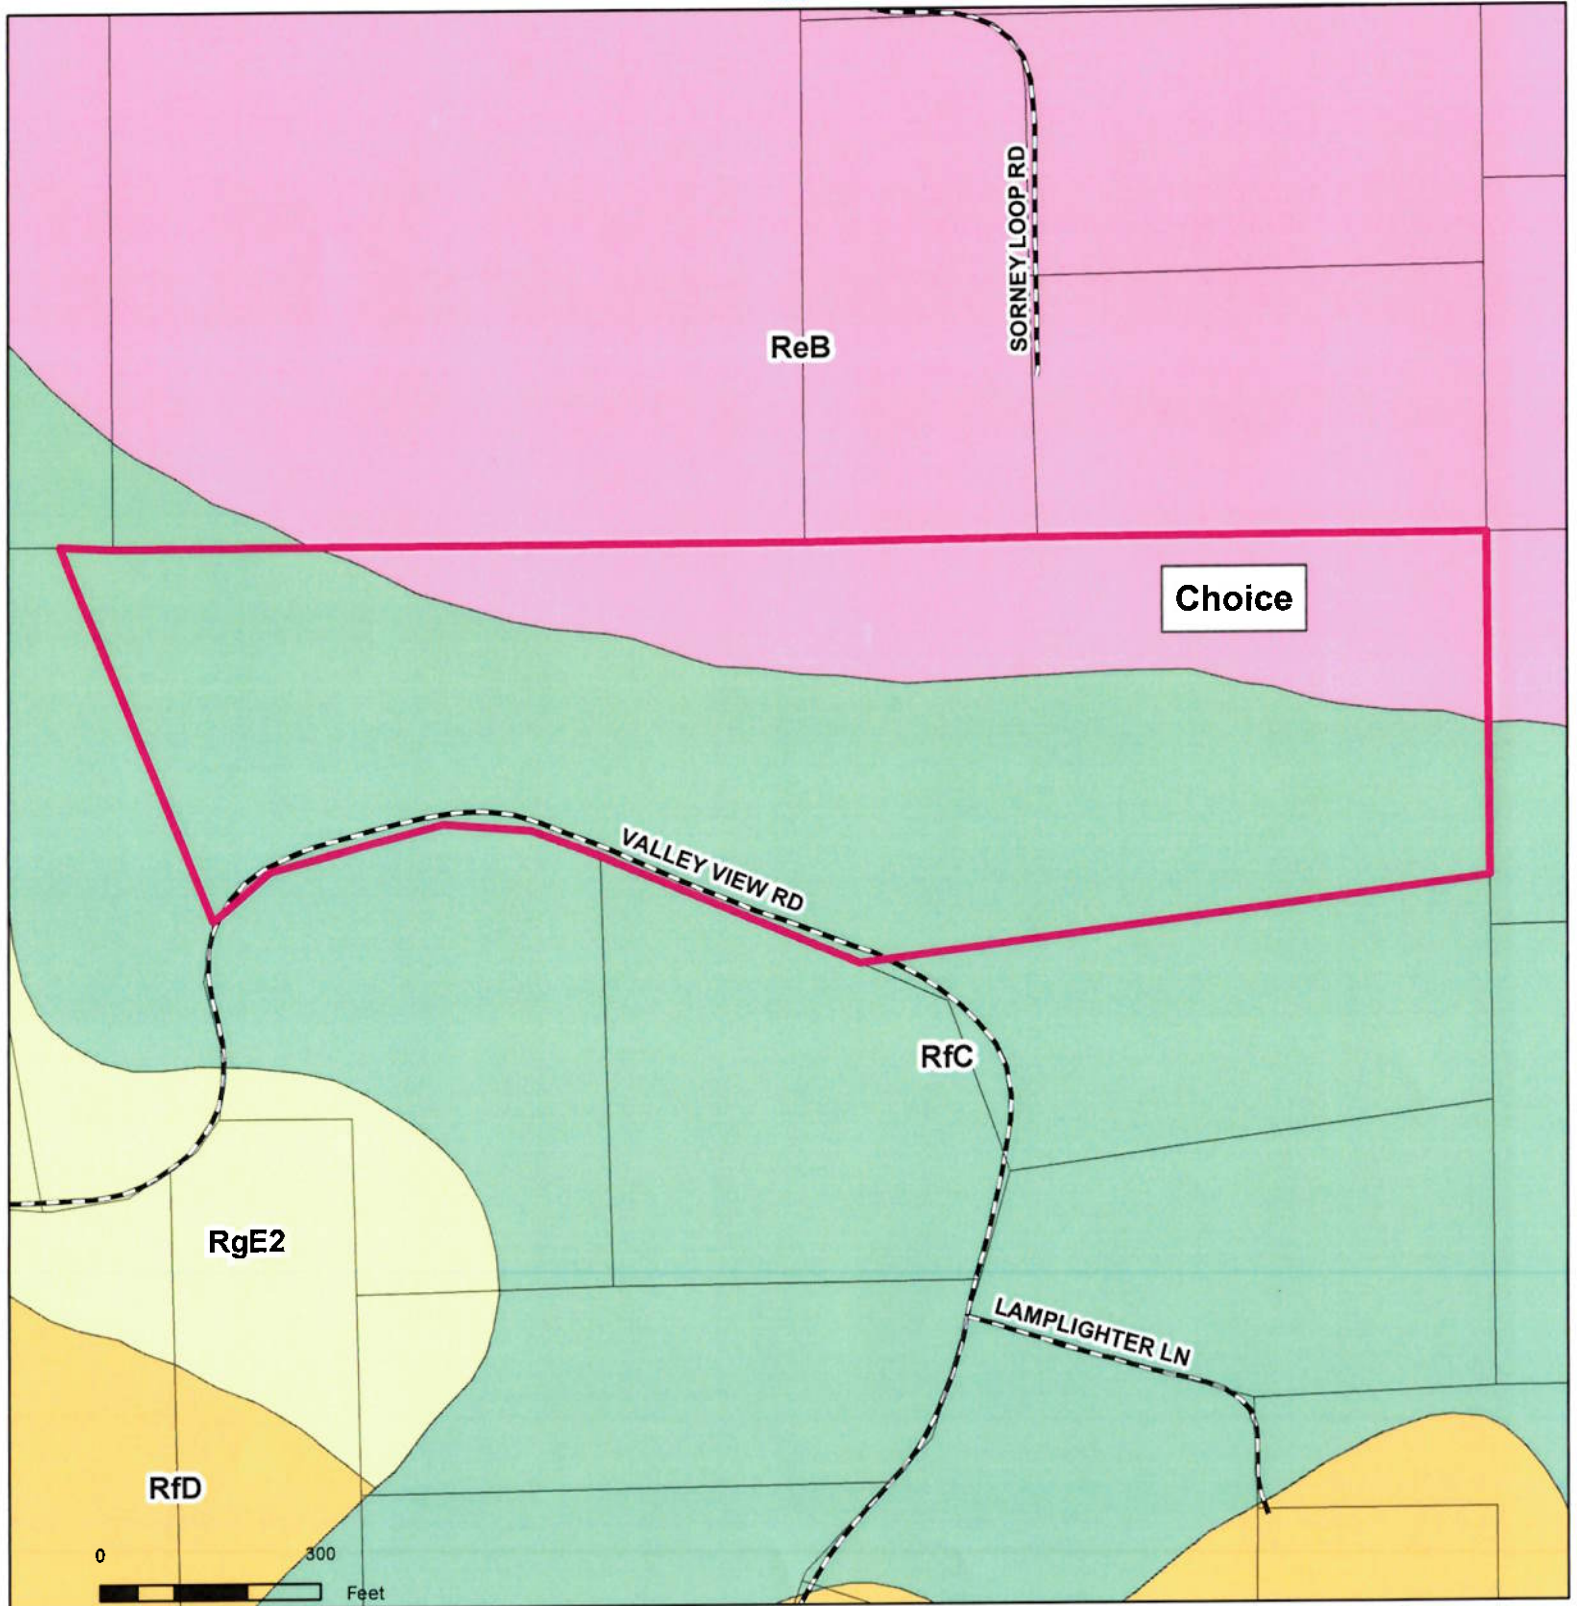 SORNEY LOOP RD
ReB
Choice
VALLEY VIEW RD
RfC
RgE2
LAMPLIGHTER LN
RfD
0 300
Feet